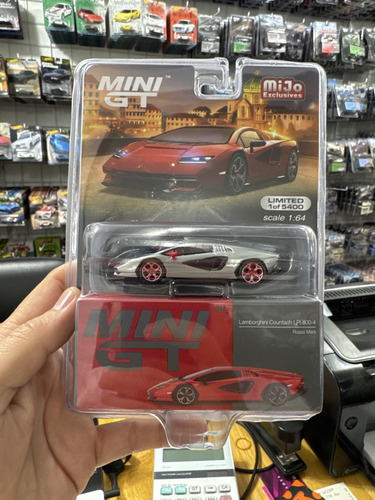 MINI GT
TM
MiJo
Exclusives
LIMITED
1 of 5400
scale 1:64
MINI GT
Lamborghini Countach LPI 800-4
Rosso Mars